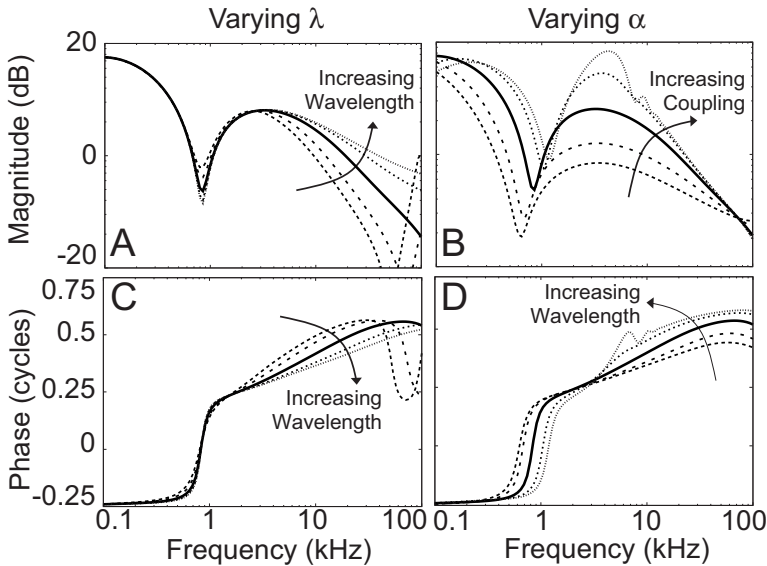 Varying λ
Varying α
Magnitude (dB)
20
0
-20
Increasing
Wavelength
A
Increasing
Coupling
B
Phase (cycles)
0.75
0.5
0.25
0
-0.25
C
Increasing
Wavelength
D
Increasing
Wavelength
0.1
1
10
100
0.1
1
10
100
Frequency (kHz)
Frequency (kHz)